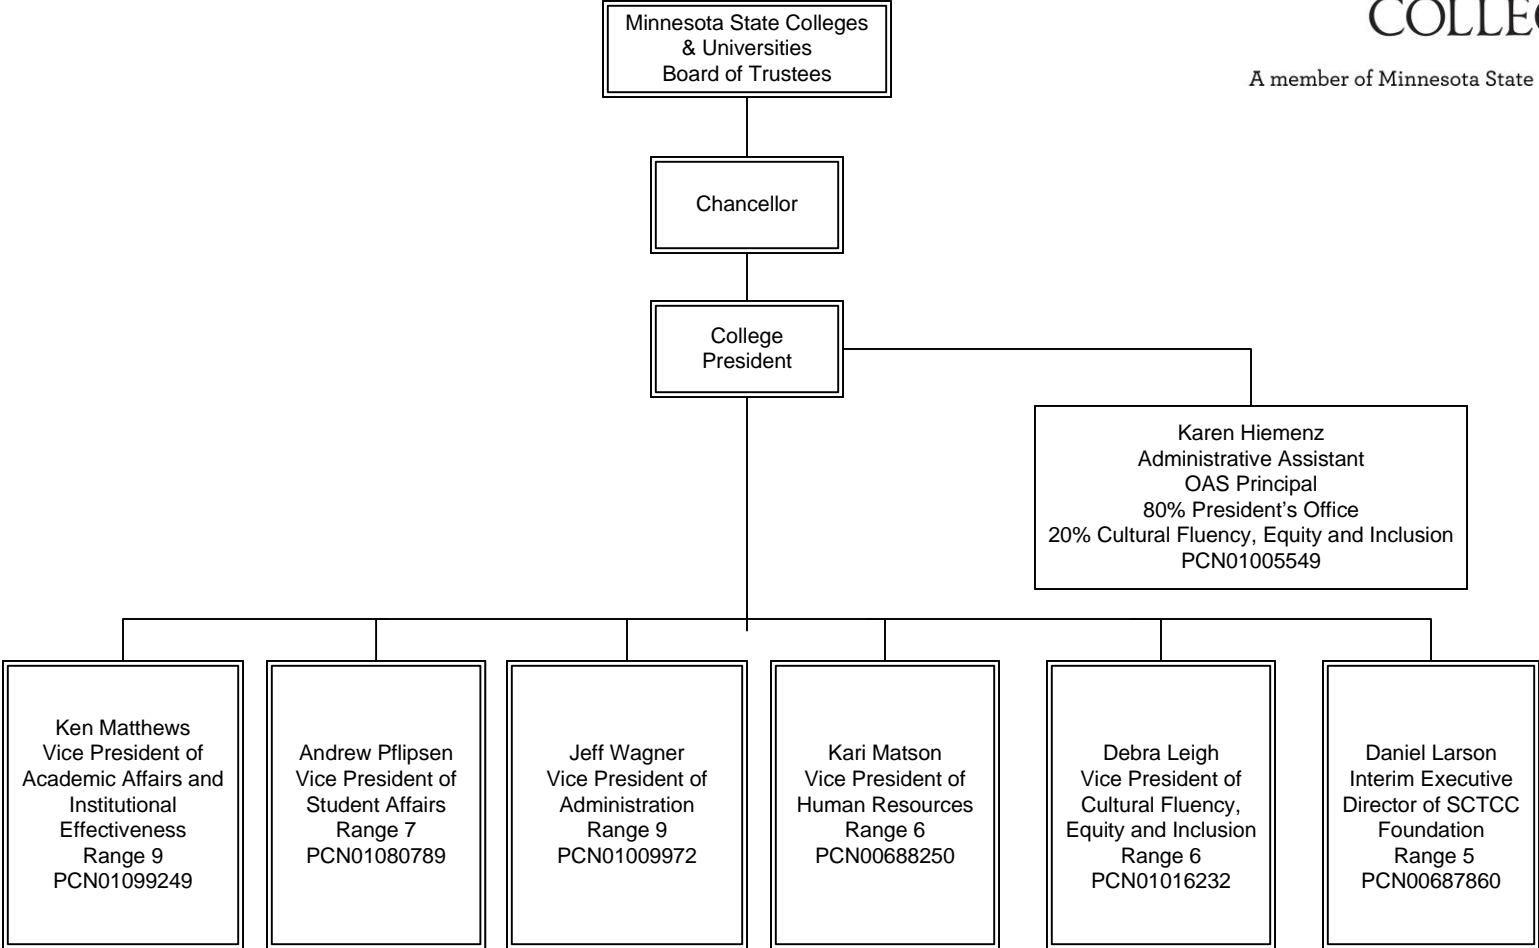 Minnesota State Colleges
& Universities
Board of Trustees
A member of Minnesota State
Chancellor
College
President
Karen Hiemenz
Administrative Assistant
OAS Principal
80% President’s Office
20% Cultural Fluency, Equity and Inclusion
PCN01005549
Ken Matthews
Vice President of
Academic Affairs and
Institutional
Effectiveness
Range 9
PCN01099249
Andrew Pflipsen
Vice President of
Student Affairs
Range 7
PCN01080789
Jeff Wagner
Vice President of
Administration
Range 9
PCN01009972
Kari Matson
Vice President of
Human Resources
Range 6
PCN00688250
Debra Leigh
Vice President of
Cultural Fluency,
Equity and Inclusion
Range 6
PCN01016232
Daniel Larson
Interim Executive
Director of SCTCC
Foundation
Range 5
PCN00687860